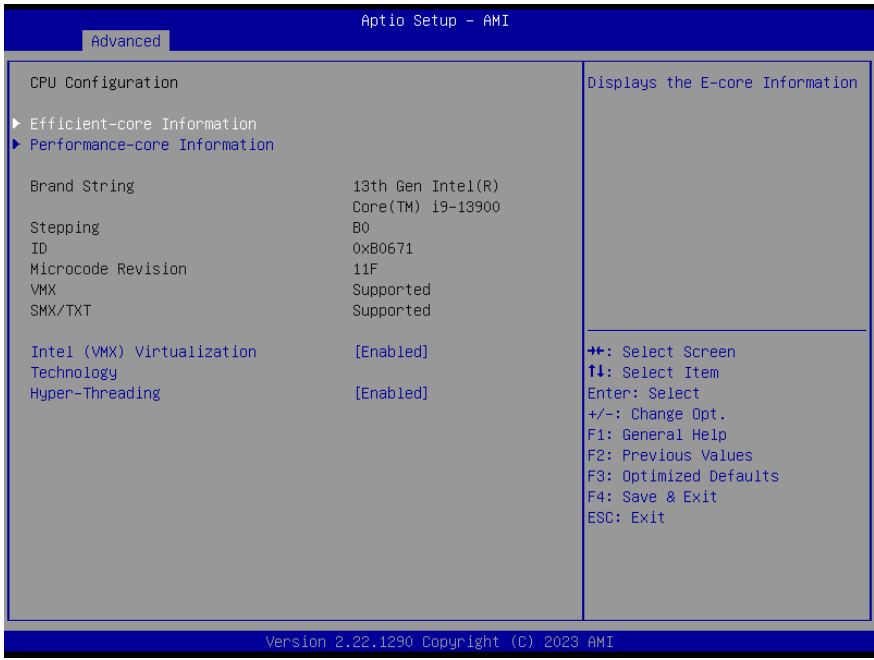 Aptio Setup – AMI
Advanced
CPU Configuration
Efficient-core Information
Performance-core Information
Brand String 13th Gen Intel(R)
Core(TM) i9-13900
Stepping B0
ID 0xB0671
Microcode Revision 11F
VMX Supported
SMX/TXT Supported
Intel (VMX) Virtualization [Enabled]
Technology
Hyper-Threading [Enabled]
Displays the E-core Information
→←: Select Screen
↑↓: Select Item
Enter: Select
+/-: Change Opt.
F1: General Help
F2: Previous Values
F3: Optimized Defaults
F4: Save & Exit
ESC: Exit
Version 2.22.1290 Copyright (C) 2023 AMI